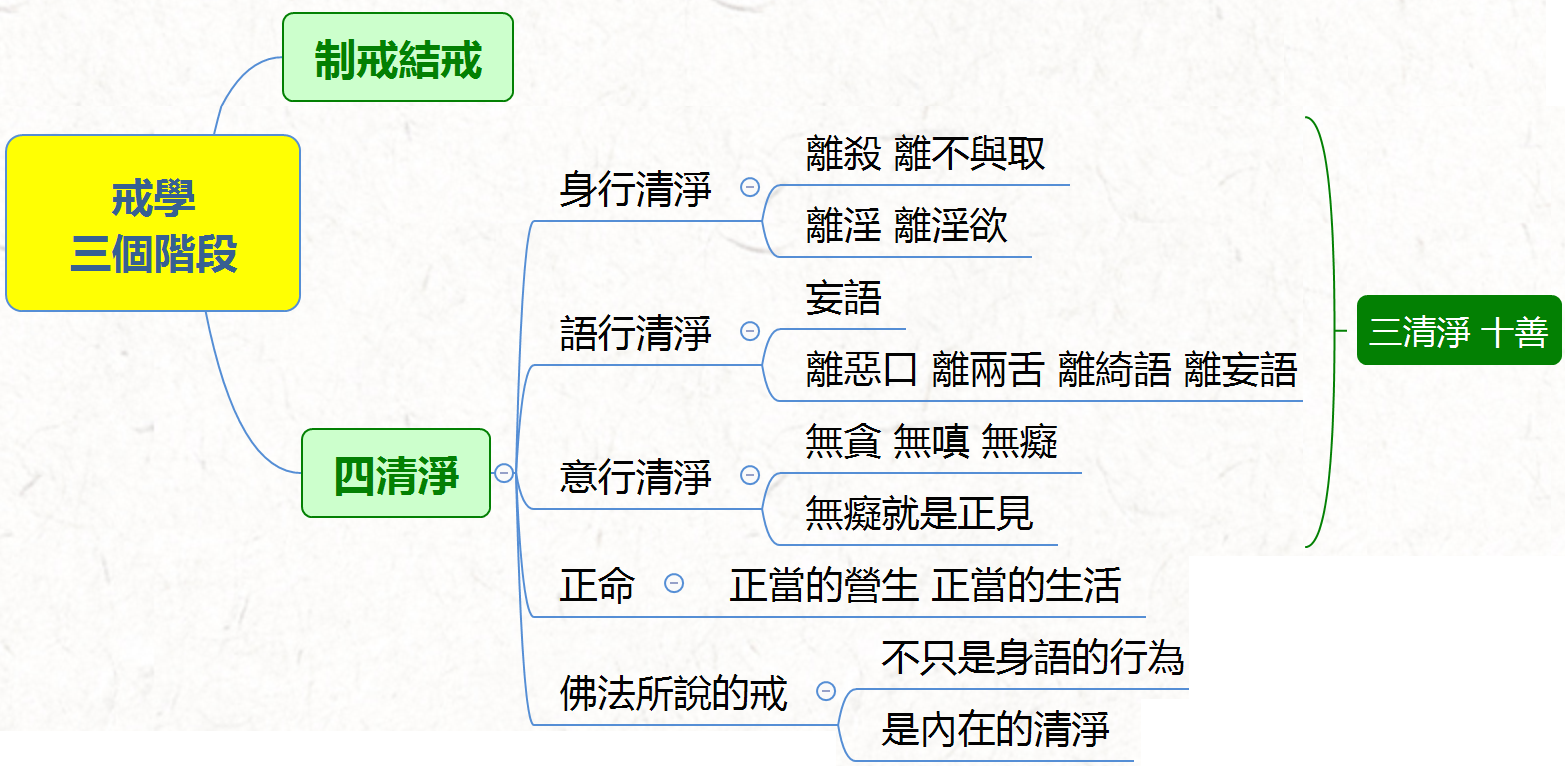 制戒結戒
戒學
三個階段
四清淨
身行清淨
離殺 離不與取
離淫 離淫欲
語行清淨
妄語
離惡口 離兩舌 離綺語 離妄語
意行清淨
無貪 無嗔 無癡
無癡就是正見
三清淨 十善
正命
正當的營生 正當的生活
佛法所說的戒
不只是身語的行為
是內在的清淨